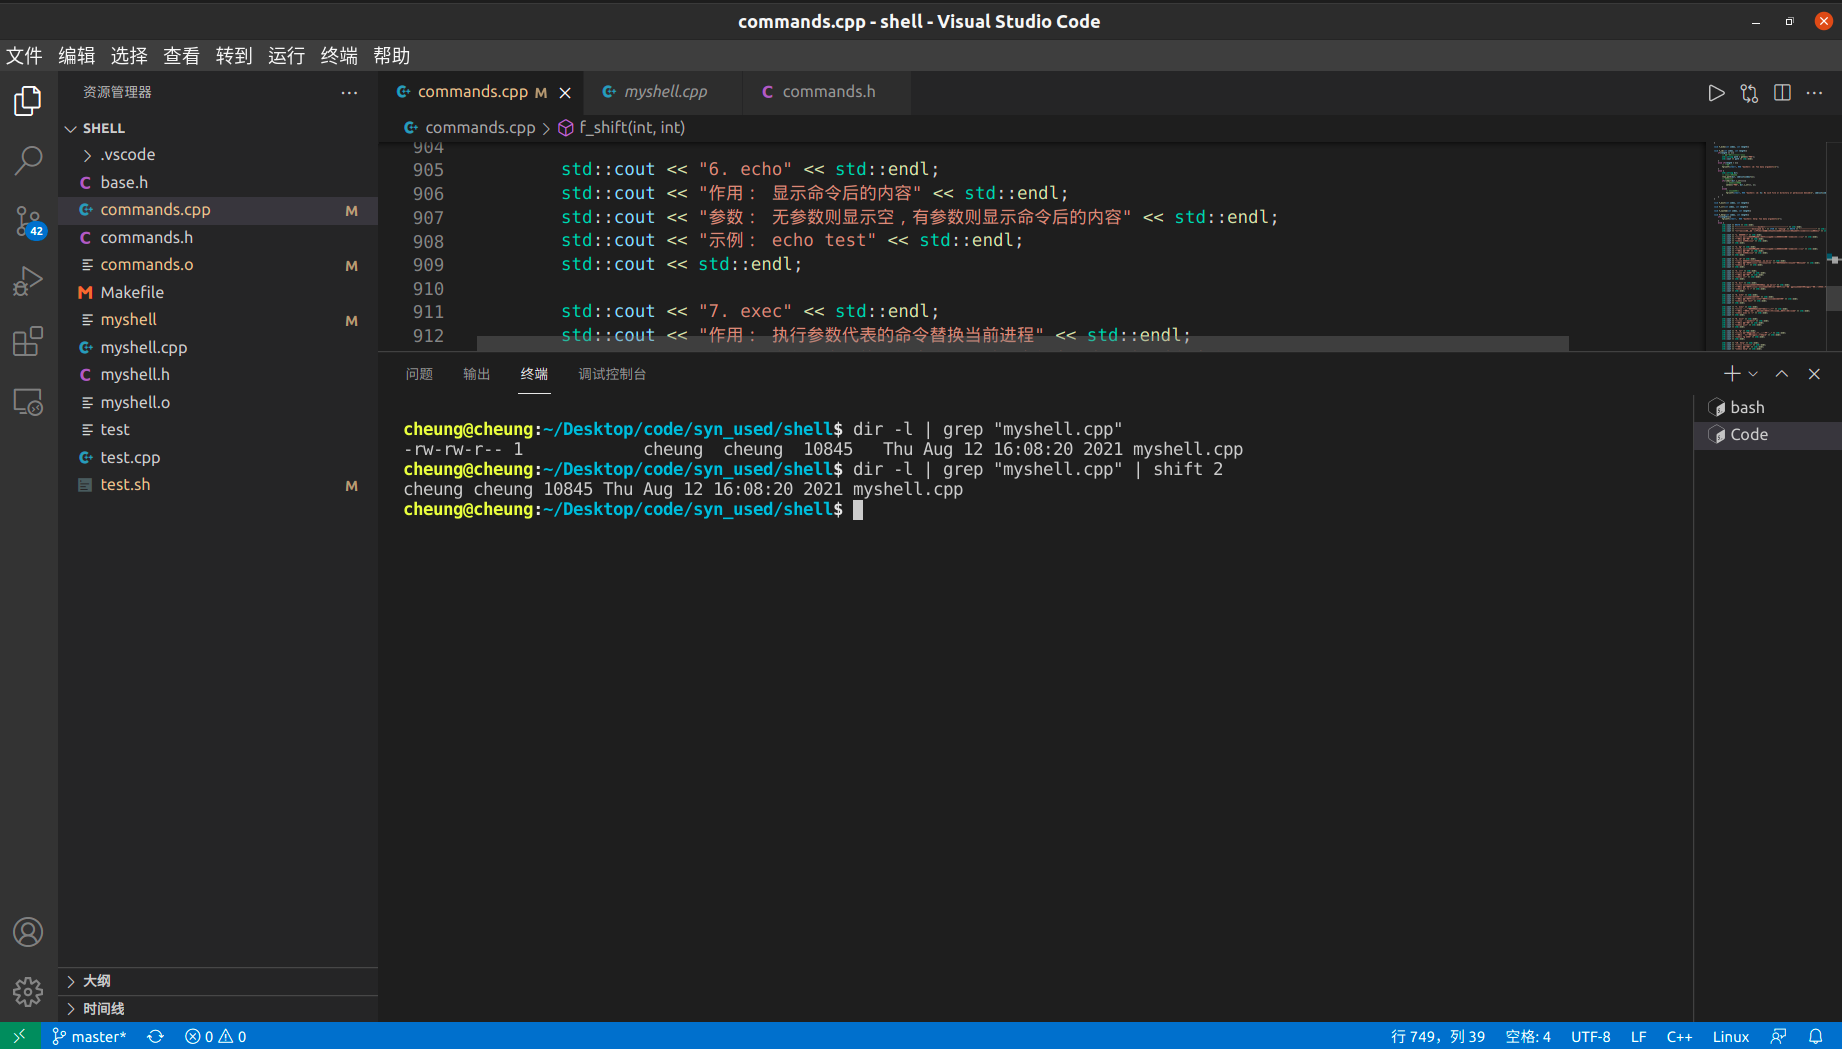 commands.cpp - shell - Visual Studio Code
文件 编辑 选择 查看 转到 运行 终端 帮助
资源管理器
SHELL
.vscode
base.h
commands.cpp M
commands.h
commands.o M
Makefile
myshell M
myshell.cpp
myshell.h
myshell.o
test
test.cpp
test.sh M
大纲
时间线
42
commands.cpp M myshell.cpp commands.h
commands.cpp > f_shift(int, int)
904
905 std::cout << "6. echo" << std::endl;
906 std::cout << "作用： 显示命令后的内容" << std::endl;
907 std::cout << "参数： 无参数则显示空，有参数则显示命令后的内容" << std::endl;
908 std::cout << "示例： echo test" << std::endl;
909 std::cout << std::endl;
910
911 std::cout << "7. exec" << std::endl;
912 std::cout << "作用： 执行参数代表的命令替换当前进程" << std::endl;
问题 输出 终端 调试控制台
cheung@cheung:~/Desktop/code/syn_used/shell$ dir -l | grep "myshell.cpp"
-rw-rw-r-- 1            cheung  cheung  10845   Thu Aug 12 16:08:20 2021 myshell.cpp
cheung@cheung:~/Desktop/code/syn_used/shell$ dir -l | grep "myshell.cpp" | shift 2
cheung cheung 10845 Thu Aug 12 16:08:20 2021 myshell.cpp
cheung@cheung:~/Desktop/code/syn_used/shell$
bash
Code
master* 0 0 行 749，列 39 空格: 4 UTF-8 LF C++ Linux